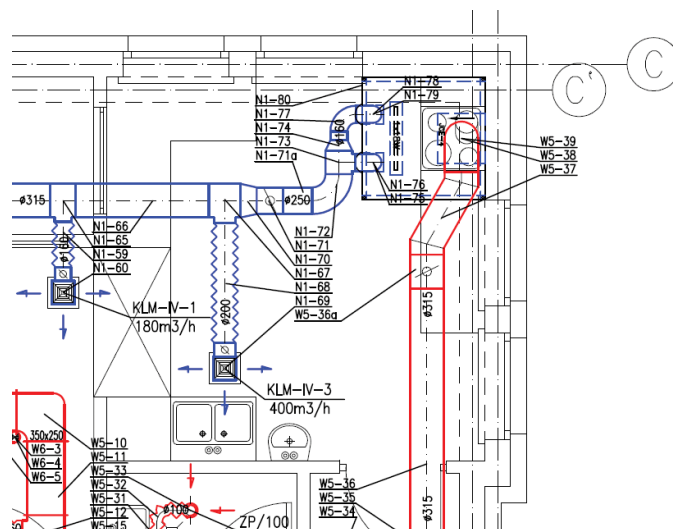 N1-78
N1-79
N1-80
N1-77
N1-74
N1-73
N1-71a
ø160
C
C'
W5-39
W5-38
W5-37
ø315
ø250
N1-76
N1-75
N1-66
N1-65
N1-59
N1-60
ø160
N1-72
N1-71
N1-70
N1-67
N1-68
N1-69
W5-36a
KLM-IV-1
180m3/h
ø200
ø315
KLM-IV-3
400m3/h
350x250
W6-3
W6-4
W6-5
W5-10
W5-11
W5-33
W5-32
W5-31
W5-12
W5-15
ø100
ZP/100
W5-36
W5-35
W5-34
ø315